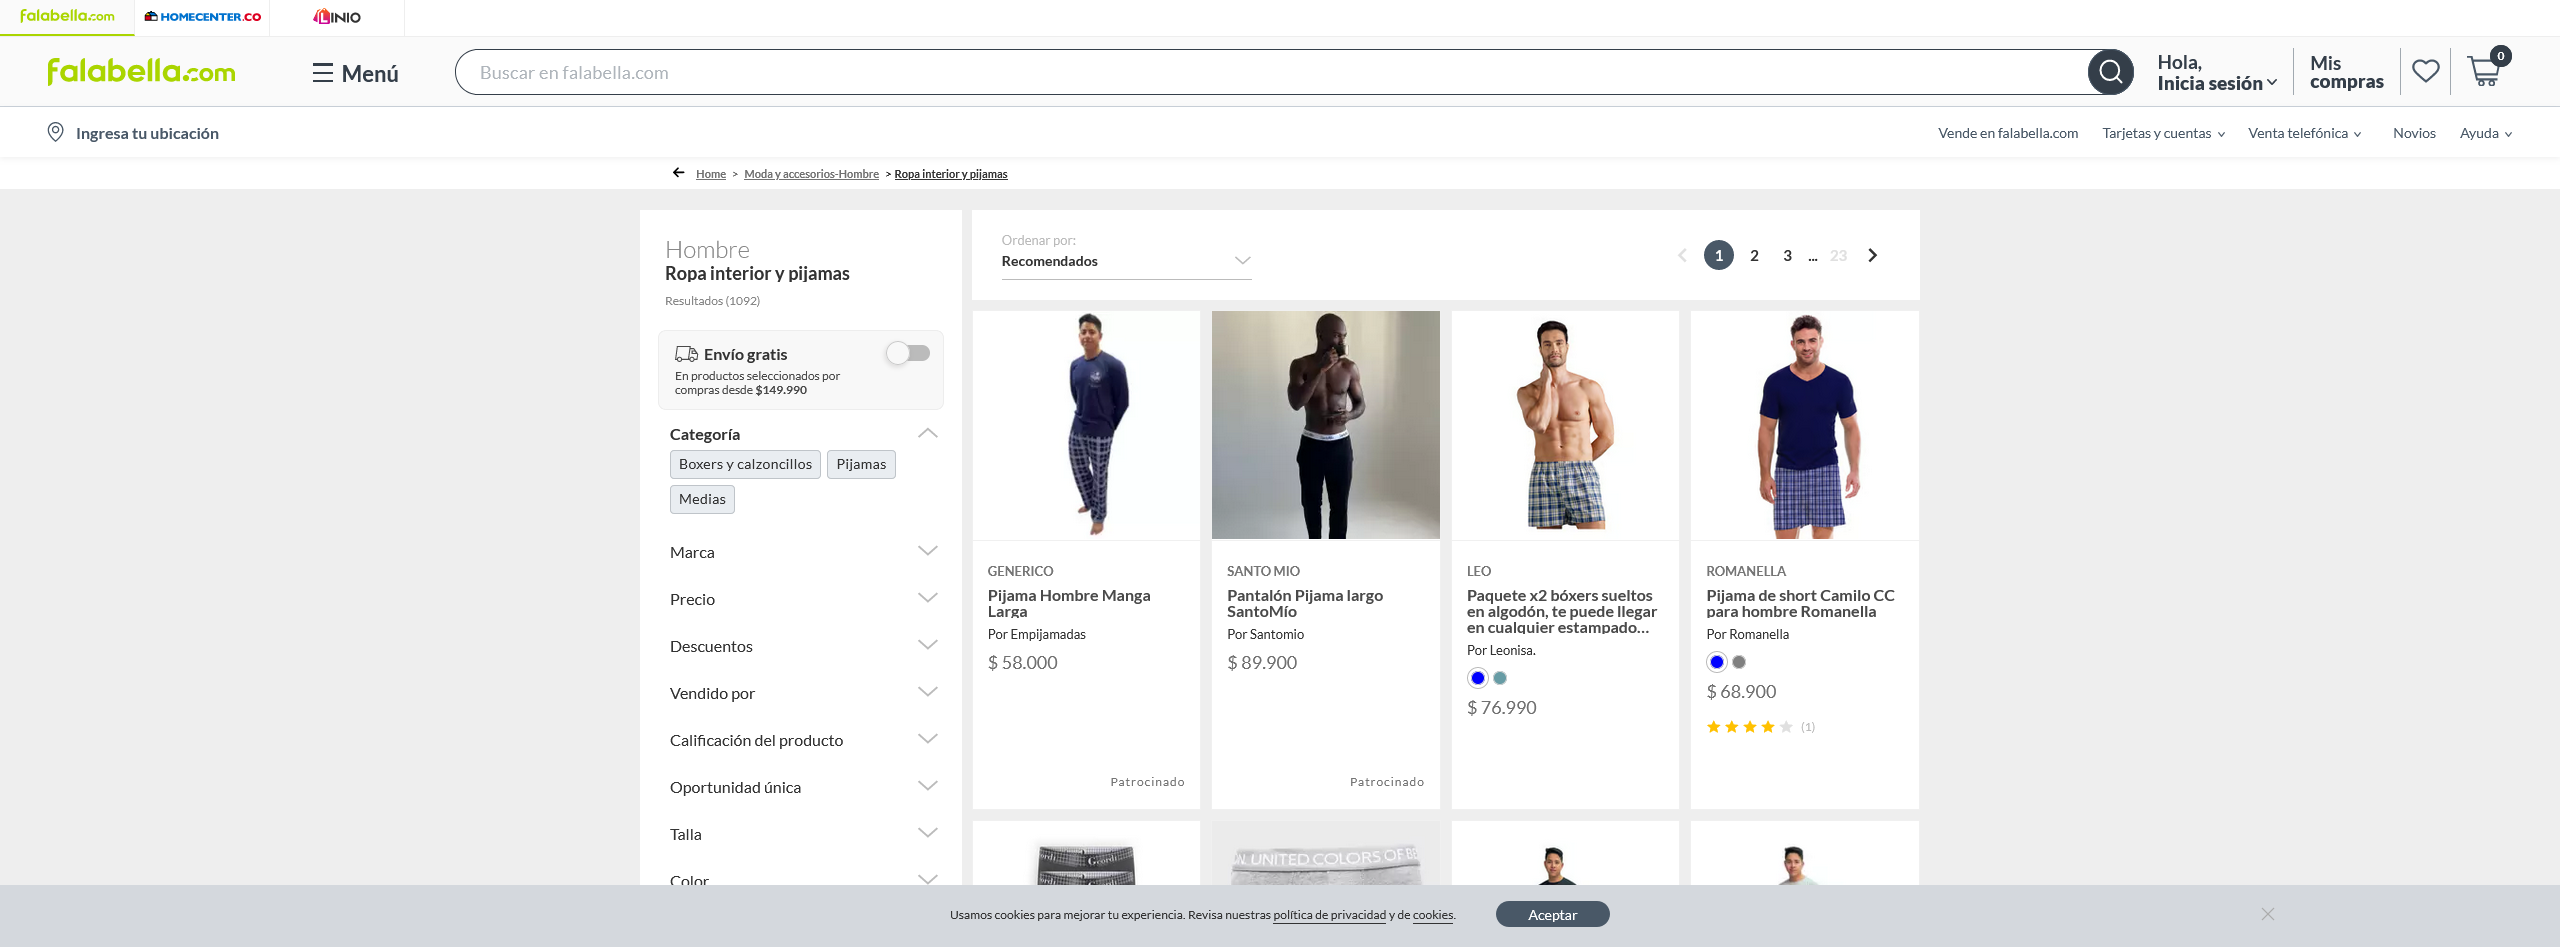 falabella.com
HOMECENTER.CO
LINIO
falabella.com
Menú
Buscar en falabella.com
Hola,
Inicia sesión
Mis
compras
0
Ingresa tu ubicación
Vende en falabella.com
Tarjetas y cuentas
Venta telefónica
Novios
Ayuda
Home > Moda y accesorios-Hombre > Ropa interior y pijamas
Hombre
Ropa interior y pijamas
Resultados (1092)
Envío gratis
En productos seleccionados por
compras desde $149.990
Categoría
Boxers y calzoncillos
Pijamas
Medias
Marca
Precio
Descuentos
Vendido por
Calificación del producto
Oportunidad única
Talla
Color
Ordenar por:
Recomendados
1 2 3 ... 23
GENERICO
Pijama Hombre Manga
Larga
Por Empijamadas
$ 58.000
Patrocinado
SANTO MIO
Pantalón Pijama largo
SantoMío
Por Santomio
$ 89.900
Patrocinado
LEO
Paquete x2 bóxers sueltos
en algodón, te puede llegar
en cualquier estampado...
Por Leonisa.
$ 76.990
ROMANELLA
Pijama de short Camilo CC
para hombre Romanella
Por Romanella
$ 68.900
(1)
UNITED COLORS OF BE
Usamos cookies para mejorar tu experiencia. Revisa nuestras política de privacidad y de cookies.
Aceptar